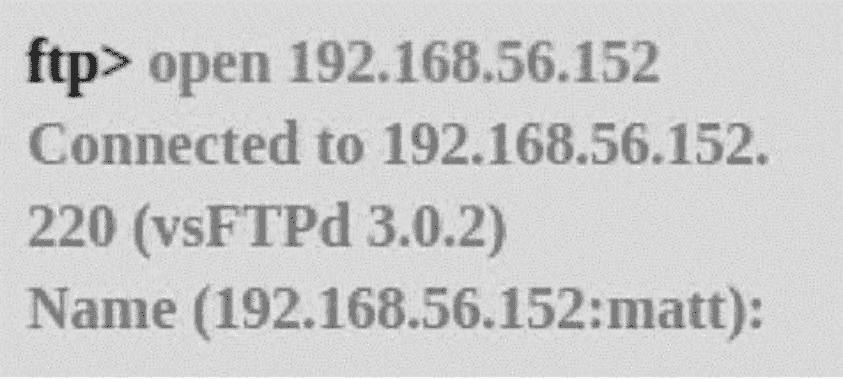 ftp> open 192.168.56.152
Connected to 192.168.56.152.
220 (vsFTPd 3.0.2)
Name (192.168.56.152:matt):